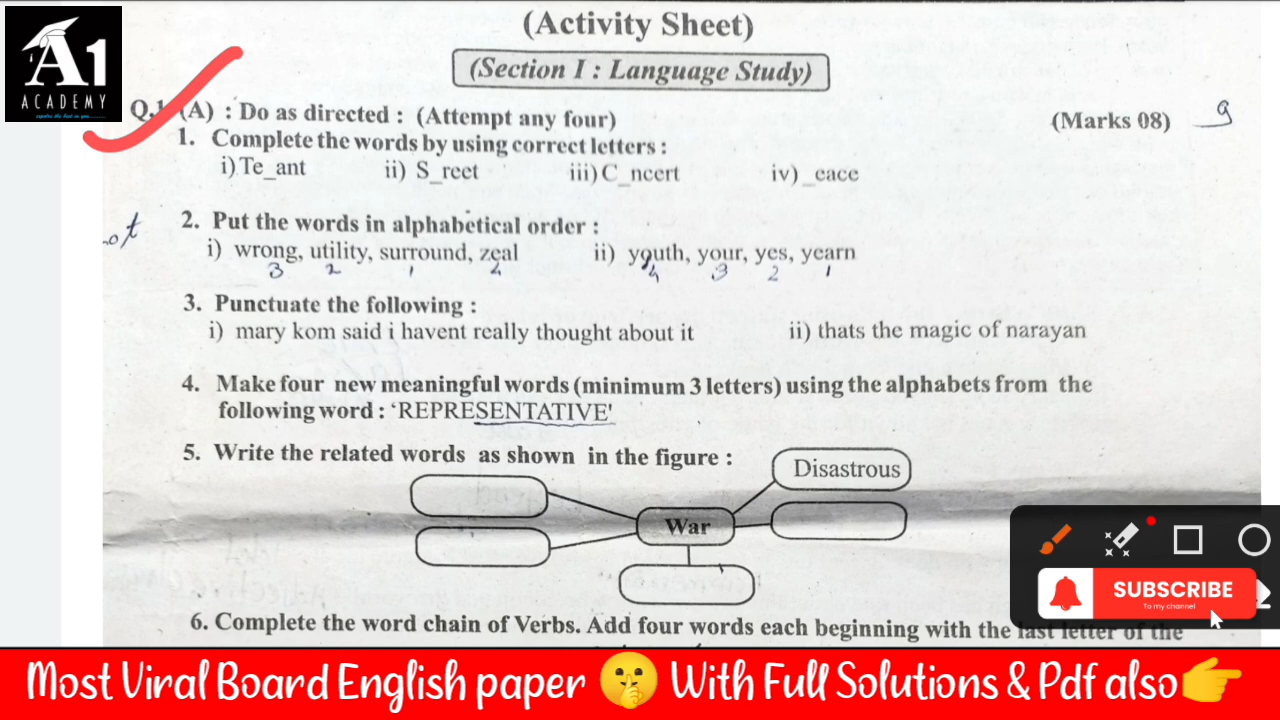 (Activity Sheet)
A1
ACADEMY
(Section I : Language Study)
Q.1 (A) : Do as directed : (Attempt any four) (Marks 08) 9
1. Complete the words by using correct letters :
i) Te_ant ii) S_reet iii) C_ncert iv) _eace
2. Put the words in alphabetical order :
i) wrong, utility, surround, zeal ii) youth, your, yes, yearn
3 2 1 4 4 3 2 1
3. Punctuate the following :
i) mary kom said i havent really thought about it ii) thats the magic of narayan
4. Make four new meaningful words (minimum 3 letters) using the alphabets from the
following word : 'REPRESENTATIVE'
5. Write the related words as shown in the figure :
Disastrous
War
SUBSCRIBE
To my channel
6. Complete the word chain of Verbs. Add four words each beginning with the last letter of the
Most Viral Board English paper 🤫 With Full Solutions & Pdf also👉